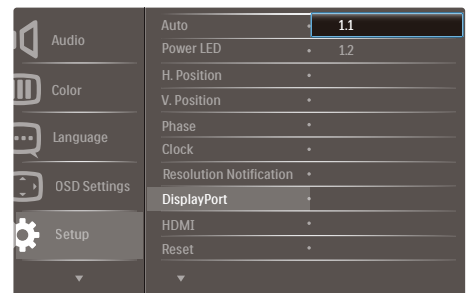 Audio
Color
Language
OSD Settings
Setup
Auto
Power LED
H. Position
V. Position
Phase
Clock
Resolution Notification
DisplayPort
HDMI
Reset
1.1
1.2